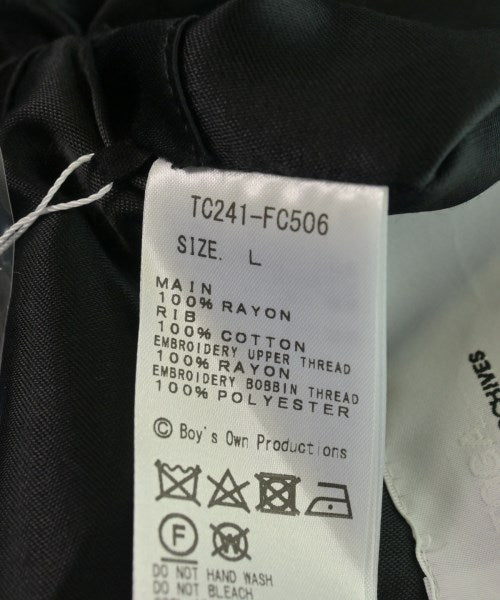 TC241-FC506
SIZE. L
MAIN
100% RAYON
RIB
100% COTTON
EMBROIDERY UPPER THREAD
100% RAYON
EMBROIDERY BOBBIN THREAD
100% POLYESTER
© Boy's Own Productions
F W
DO NOT HAND WASH
DO NOT BLEACH